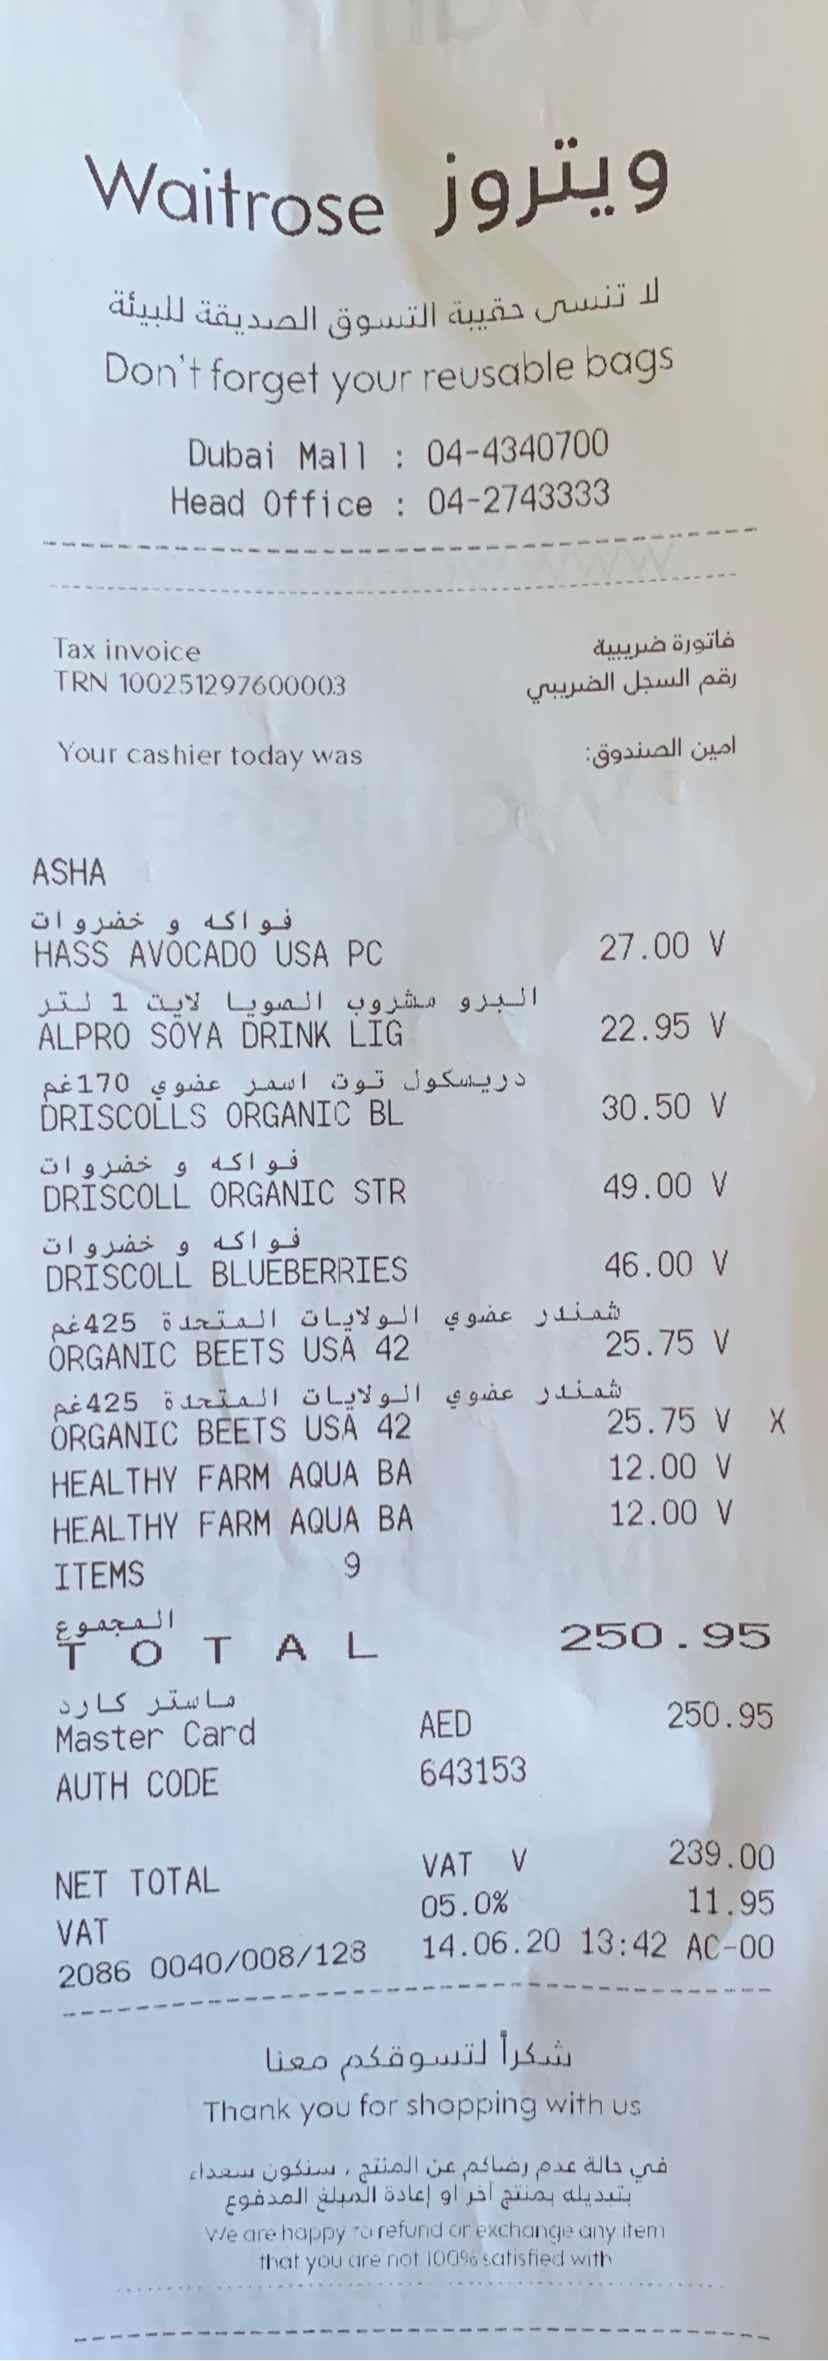 Waitrose ويتروز
لا تنسى حقيبة التسوق الصديقة للبيئة
Don't forget your reusable bags
Dubai Mall : 04-4340700
Head Office : 04-2743333
Tax invoice فاتورة ضريبية
TRN 100251297600003 رقم السجل الضريبي
Your cashier today was امين الصندوق:
ASHA
فواكه و خضروات
HASS AVOCADO USA PC 27.00 V
البرو مشروب الصويا لايت 1 لتر
ALPRO SOYA DRINK LIG 22.95 V
دريسكول توت اسمر عضوي 170غم
DRISCOLLS ORGANIC BL 30.50 V
فواكه و خضروات
DRISCOLL ORGANIC STR 49.00 V
فواكه و خضروات
DRISCOLL BLUEBERRIES 46.00 V
شمندر عضوي الولايات المتحدة 425غم
ORGANIC BEETS USA 42 25.75 V
شمندر عضوي الولايات المتحدة 425غم
ORGANIC BEETS USA 42 25.75 V X
HEALTHY FARM AQUA BA 12.00 V
HEALTHY FARM AQUA BA 12.00 V
ITEMS 9
المجموع
TOTAL 250.95
ماستر كارد
Master Card AED 250.95
AUTH CODE 643153
NET TOTAL VAT V 239.00
VAT 05.0% 11.95
2086 0040/008/123 14.06.20 13:42 AC-00
شكراً لتسوقكم معنا
Thank you for shopping with us
في حالة عدم رضاكم عن المنتج ، سنكون سعداء
بتبديله بمنتج آخر او إعادة المبلغ المدفوع
We are happy to refund or exchange any item
that you are not 100% satisfied with